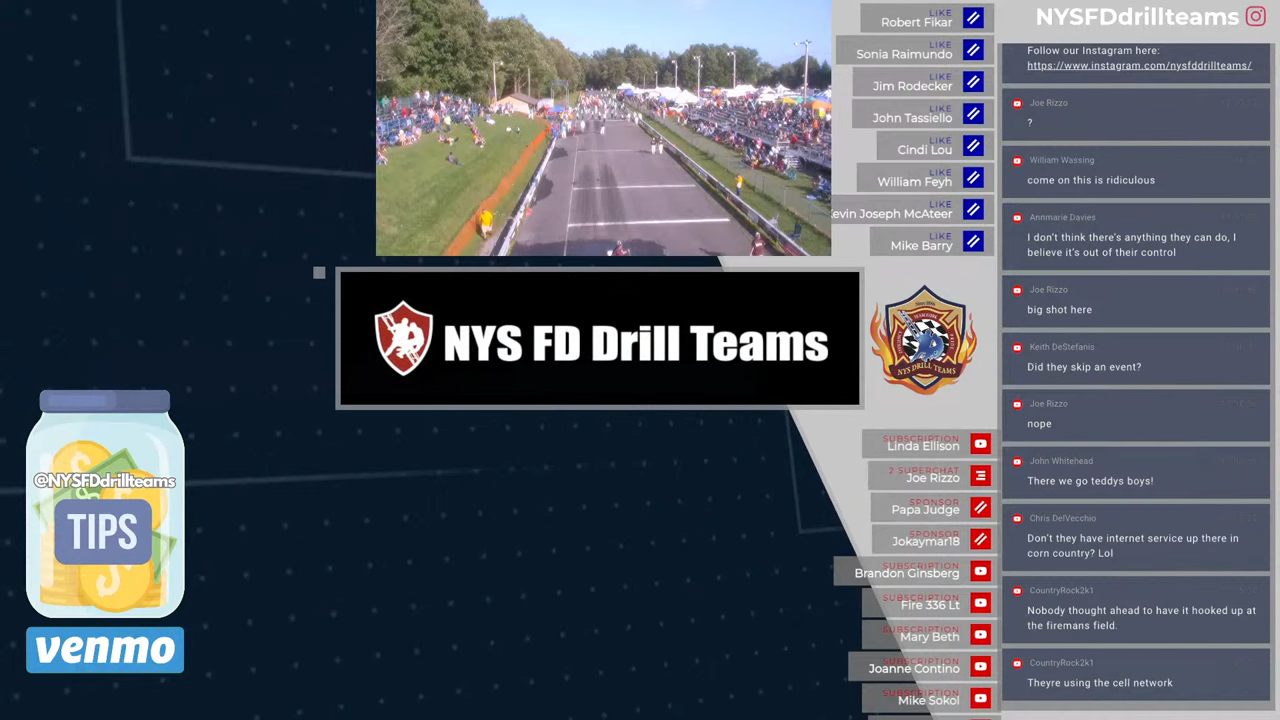 LIKE
Robert Fikar
LIKE
Sonia Raimundo
LIKE
Jim Rodecker
LIKE
John Tassiello
LIKE
Cindi Lou
LIKE
William Feyh
LIKE
Kevin Joseph McAteer
LIKE
Mike Barry
NYS FD Drill Teams
NYS DRILL TEAMS
@NYSFDdrillteams
TIPS
venmo
SUBSCRIPTION
Linda Ellison
2 SUPERCHAT
Joe Rizzo
SPONSOR
Papa Judge
SPONSOR
Jokaymar18
SUBSCRIPTION
Brandon Ginsberg
SUBSCRIPTION
Fire 336 Lt
SUBSCRIPTION
Mary Beth
SUBSCRIPTION
Joanne Contino
SUBSCRIPTION
Mike Sokol
NYSFDdrillteams
Follow our Instagram here:
https://www.instagram.com/nysfddrillteams/
Joe Rizzo
?
William Wassing
come on this is ridiculous
Annmarie Davies
I don't think there's anything they can do, I
believe it's out of their control
Joe Rizzo
big shot here
Keith DeStefanis
Did they skip an event?
Joe Rizzo
nope
John Whitehead
There we go teddys boys!
Chris DelVecchio
Don't they have internet service up there in
corn country? Lol
CountryRock2k1
Nobody thought ahead to have it hooked up at
the firemans field.
CountryRock2k1
Theyre using the cell network